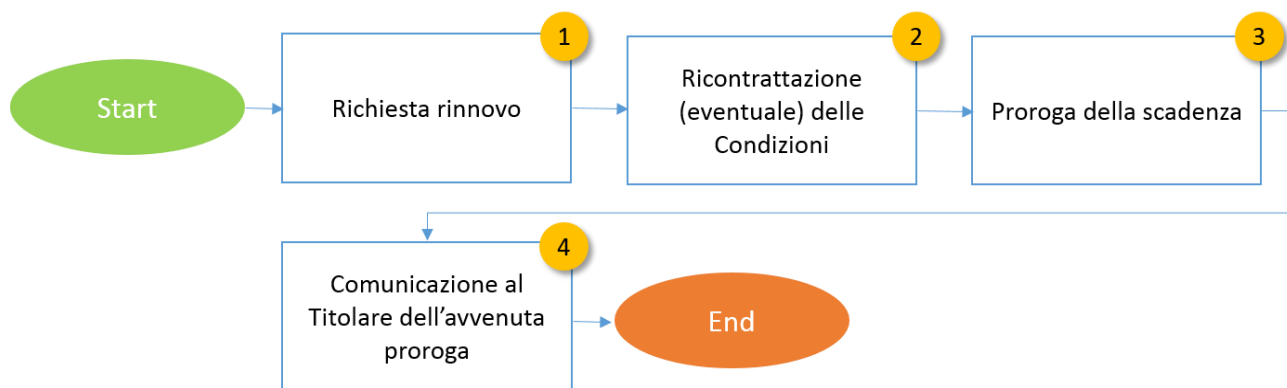 1
2
3
Start
Richiesta rinnovo
Ricontrattazione
(eventuale) delle
Condizioni
Proroga della scadenza
4
Comunicazione al
Titolare dell’avvenuta
proroga
End